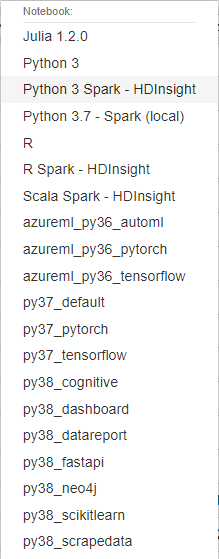 Notebook:
Julia 1.2.0
Python 3
Python 3 Spark - HDInsight
Python 3.7 - Spark (local)
R
R Spark - HDInsight
Scala Spark - HDInsight
azureml_py36_automl
azureml_py36_pytorch
azureml_py36_tensorflow
py37_default
py37_pytorch
py37_tensorflow
py38_cognitive
py38_dashboard
py38_datareport
py38_fastapi
py38_neo4j
py38_scikitlearn
py38_scrapedata